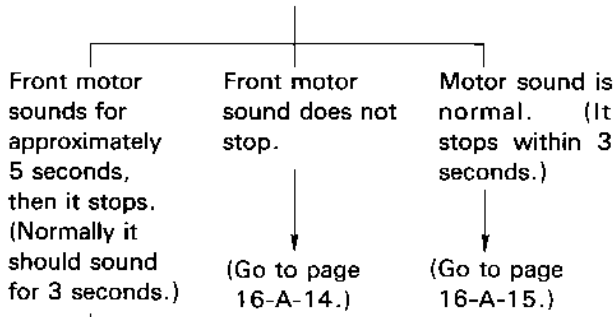 Front motor
sounds for
approximately
5 seconds,
then it stops.
(Normally it
should sound
for 3 seconds.)
Front motor
sound does not
stop.
(Go to page
16-A-14.)
Motor sound is
normal. (It
stops within 3
seconds.)
(Go to page
16-A-15.)